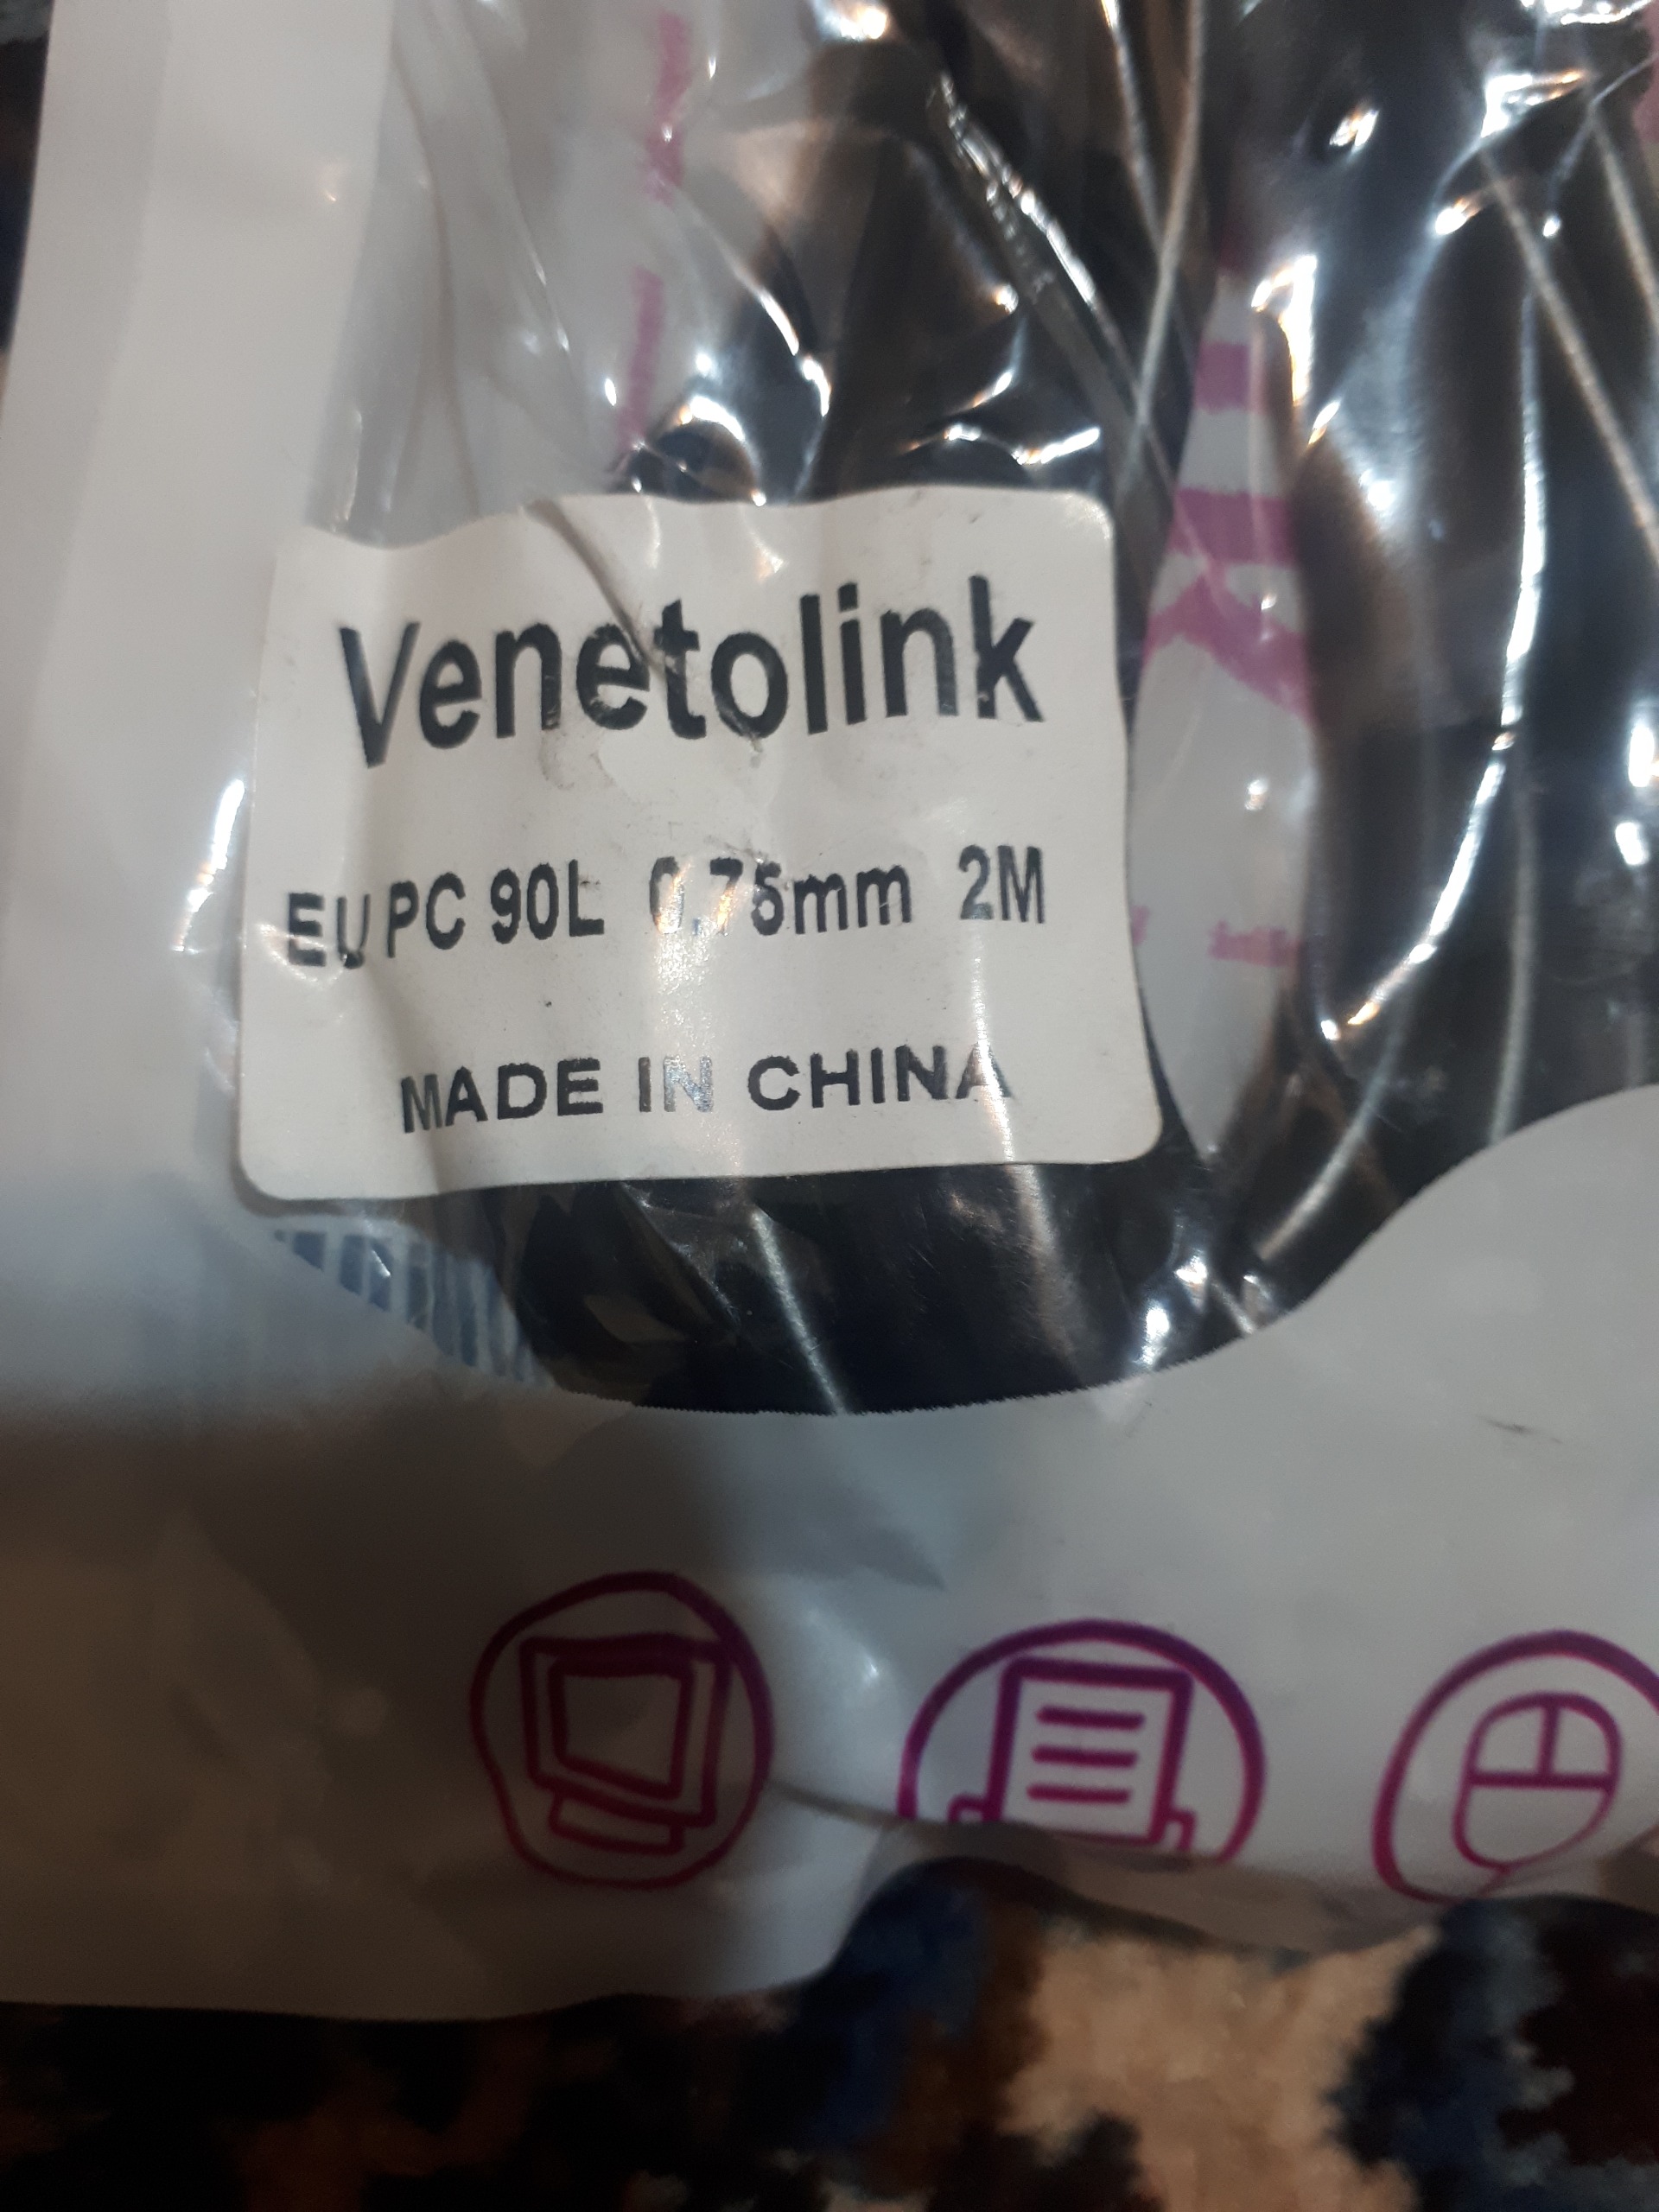 Venetolink
EU PC 90L 0.75mm 2M
MADE IN CHINA